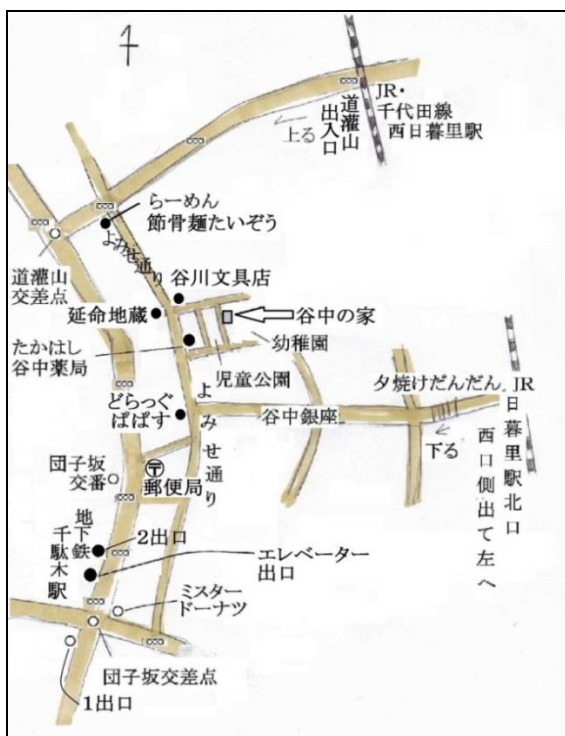 JR・
千代田線
西日暮里駅
道灌山
出入口
上る
らーめん
節骨麺たいぞう
よみせ通り
道灌山
交差点
谷川文具店
延命地蔵
谷中の家
たかはし
谷中薬局
幼稚園
児童公園
夕焼けだんだん
JR
日暮里駅北口
西口側出て左へ
どらっぐ
ぱぱす
よみせ通り
谷中銀座
下る
団子坂
交番
〒
郵便局
地下鉄
千駄木駅
2出口
エレベーター
出口
ミスター
ドーナツ
団子坂交差点
1出口